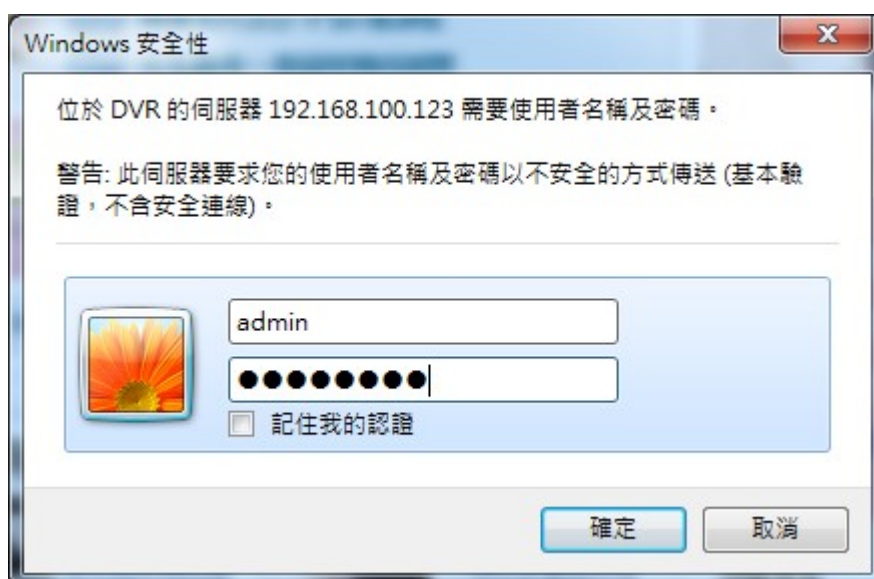 Windows 安全性
位於 DVR 的伺服器 192.168.100.123 需要使用者名稱及密碼。
警告: 此伺服器要求您的使用者名稱及密碼以不安全的方式傳送 (基本驗
證，不含安全連線)。
admin
●●●●●●●●
記住我的認證
確定
取消